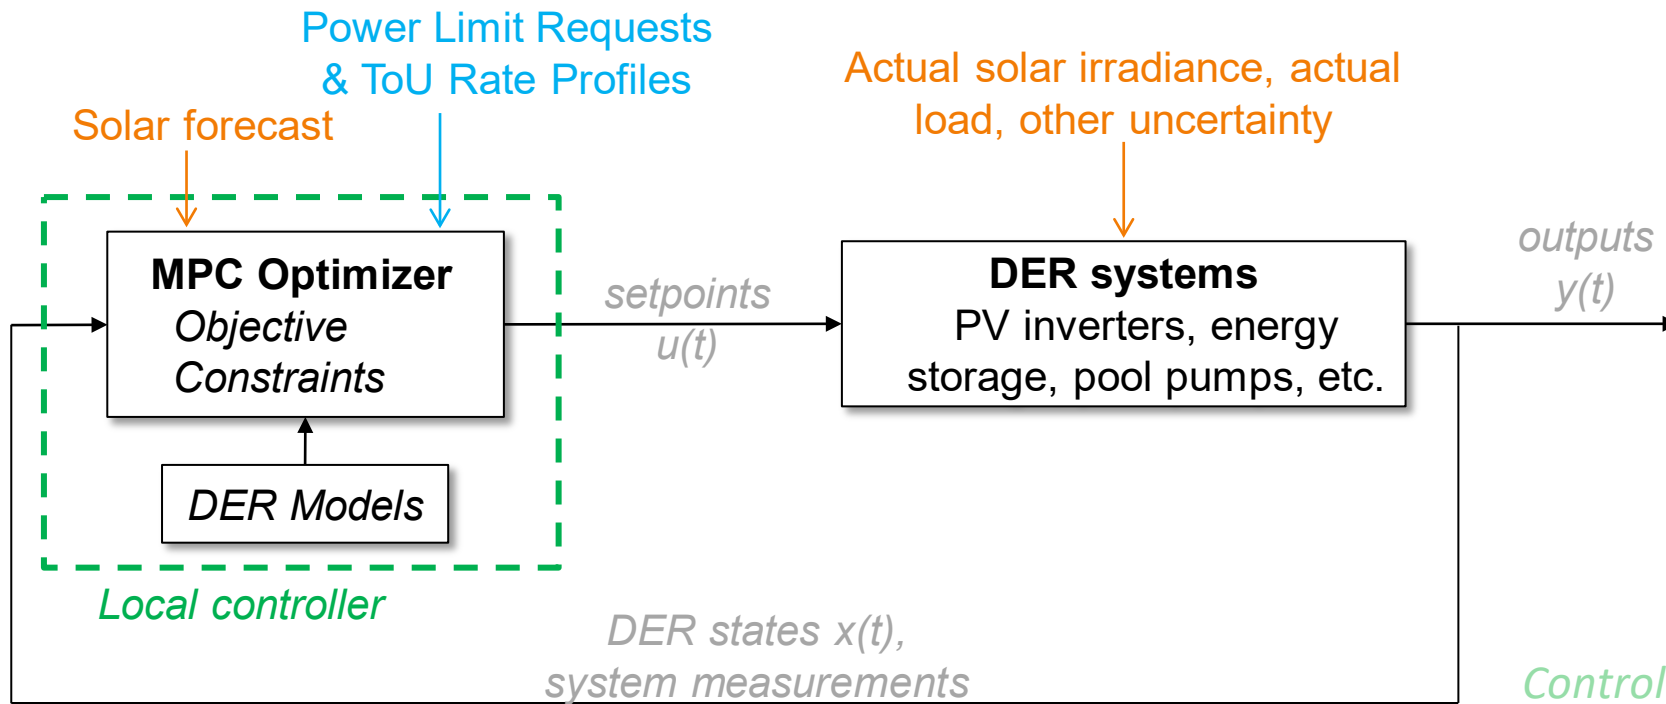 Power Limit Requests
& ToU Rate Profiles
Solar forecast
Actual solar irradiance, actual
load, other uncertainty
MPC Optimizer
Objective
Constraints
DER Models
Local controller
setpoints
u(t)
DER systems
PV inverters, energy
storage, pool pumps, etc.
outputs
y(t)
DER states x(t),
system measurements
Control